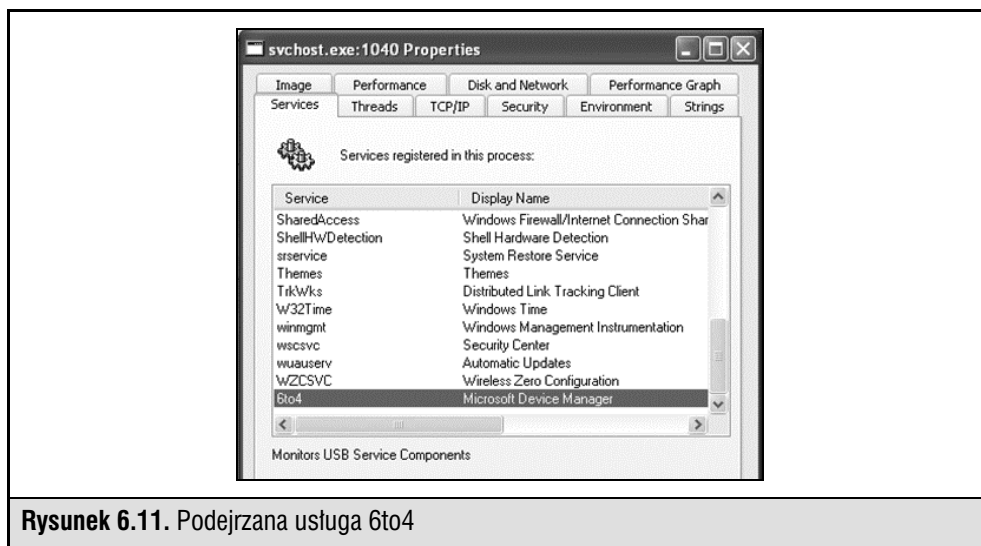 svchost.exe:1040 Properties
Image Performance Disk and Network Performance Graph
Services Threads TCP/IP Security Environment Strings
Services registered in this process:
Service Display Name
SharedAccess Windows Firewall/Internet Connection Shar
ShellHWDetection Shell Hardware Detection
srservice System Restore Service
Themes Themes
TrkWks Distributed Link Tracking Client
W32Time Windows Time
winmgmt Windows Management Instrumentation
wscsvc Security Center
wuauserv Automatic Updates
WZCSVC Wireless Zero Configuration
6to4 Microsoft Device Manager
Monitors USB Service Components
Rysunek 6.11. Podejrzana usługa 6to4